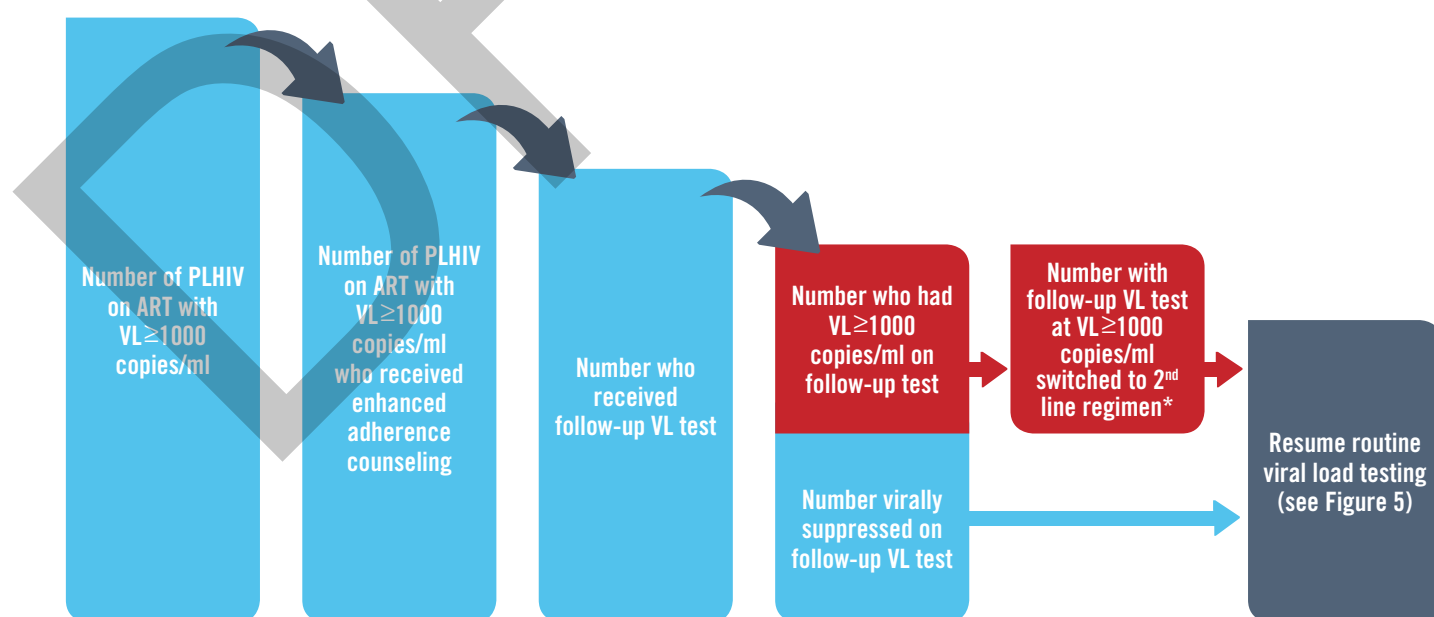 Number of PLHIV
on ART with
VL≥1000
copies/ml
Number of PLHIV
on ART with
VL≥1000
copies/ml
who received
enhanced
adherence
counseling
Number who
received
follow-up VL test
Number who had
VL≥1000
copies/ml on
follow-up test
Number virally
suppressed on
follow-up VL test
Number with
follow-up VL test
at VL≥1000
copies/ml
switched to 2nd
line regimen*
Resume routine
viral load testing
(see Figure 5)